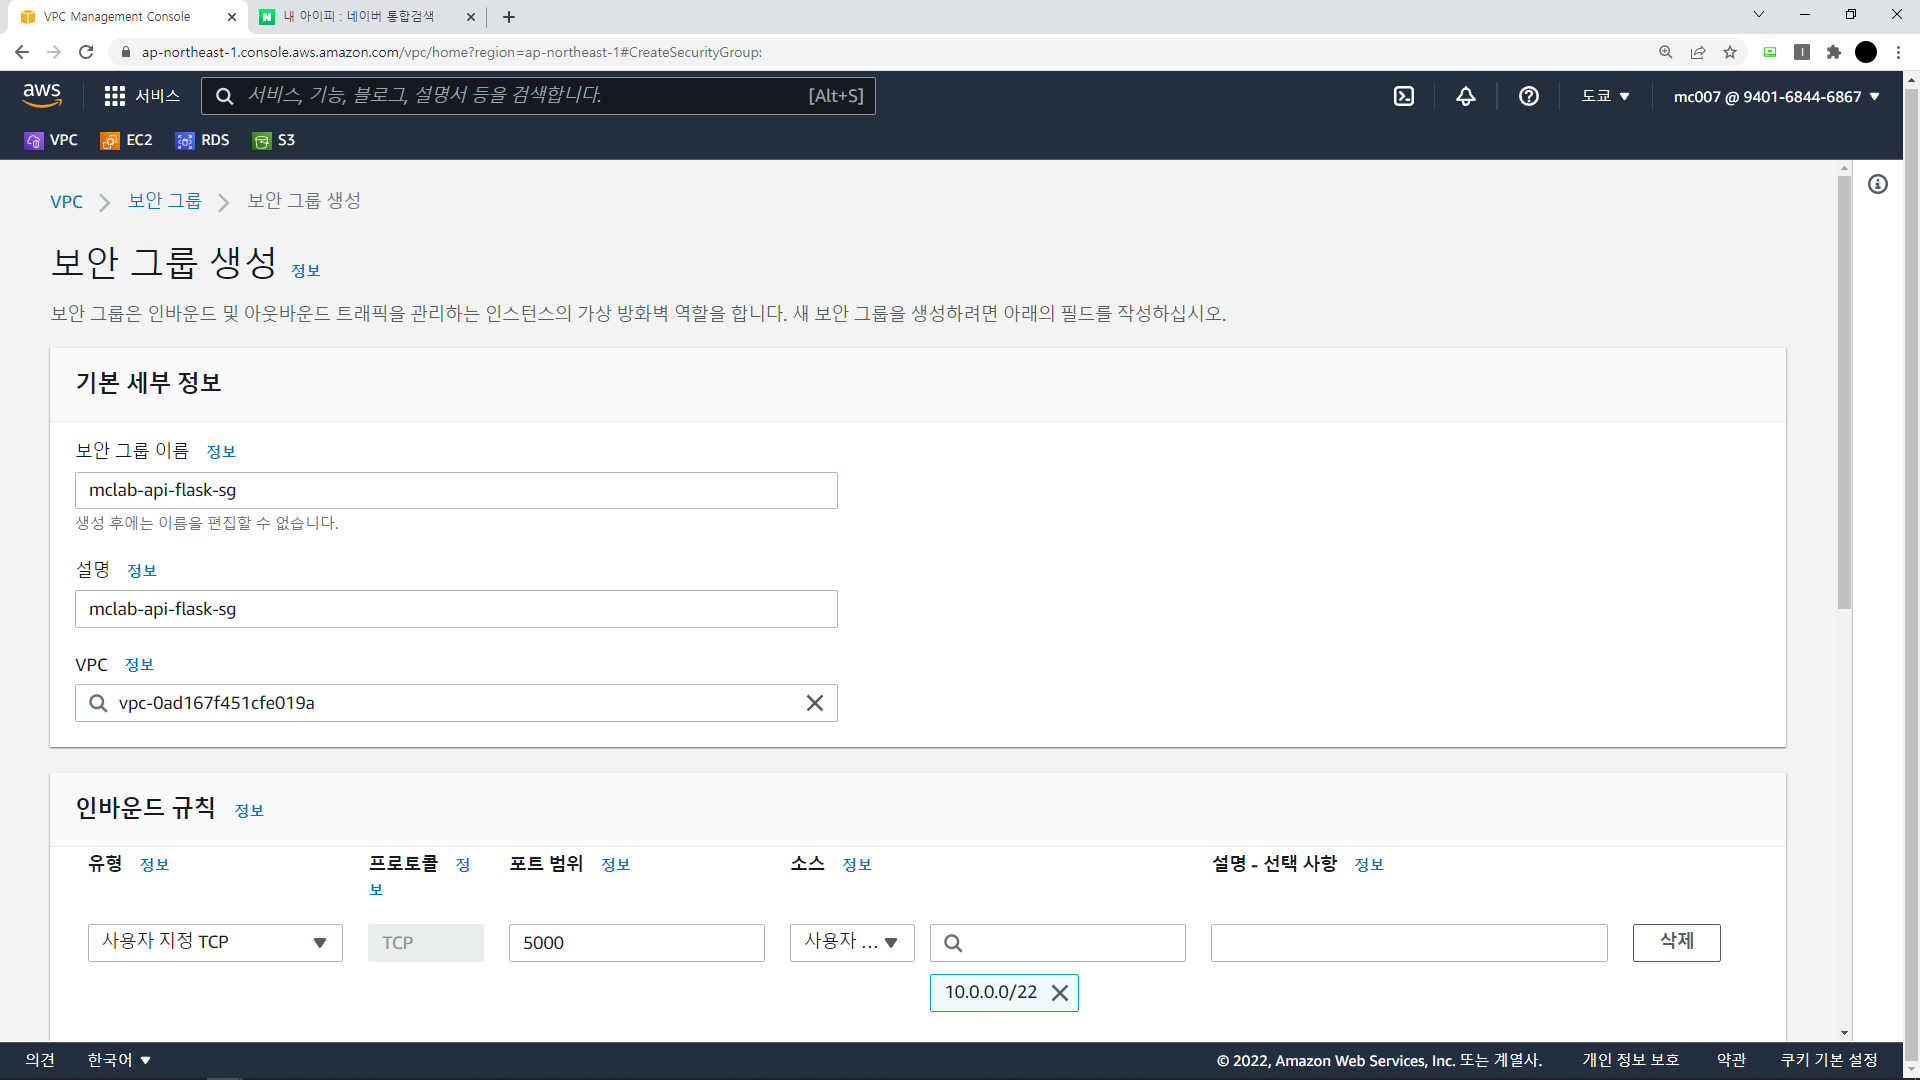 VPC Management Console
내 아이피 : 네이버 통합검색
ap-northeast-1.console.aws.amazon.com/vpc/home?region=ap-northeast-1#CreateSecurityGroup:
aws
서비스
서비스, 기능, 블로그, 설명서 등을 검색합니다.
[Alt+S]
도쿄
mc007 @ 9401-6844-6867
VPC
EC2
RDS
S3
VPC
보안 그룹
보안 그룹 생성
보안 그룹 생성 정보
보안 그룹은 인바운드 및 아웃바운드 트래픽을 관리하는 인스턴스의 가상 방화벽 역할을 합니다. 새 보안 그룹을 생성하려면 아래의 필드를 작성하십시오.
기본 세부 정보
보안 그룹 이름 정보
mclab-api-flask-sg
생성 후에는 이름을 편집할 수 없습니다.
설명 정보
mclab-api-flask-sg
VPC 정보
vpc-0ad167f451cfe019a
인바운드 규칙 정보
유형 정보
프로토콜 정
보
포트 범위 정보
소스 정보
설명 - 선택 사항 정보
사용자 지정 TCP
TCP
5000
사용자 ...
삭제
10.0.0.0/22
의견
한국어
© 2022, Amazon Web Services, Inc. 또는 계열사.
개인 정보 보호
약관
쿠키 기본 설정